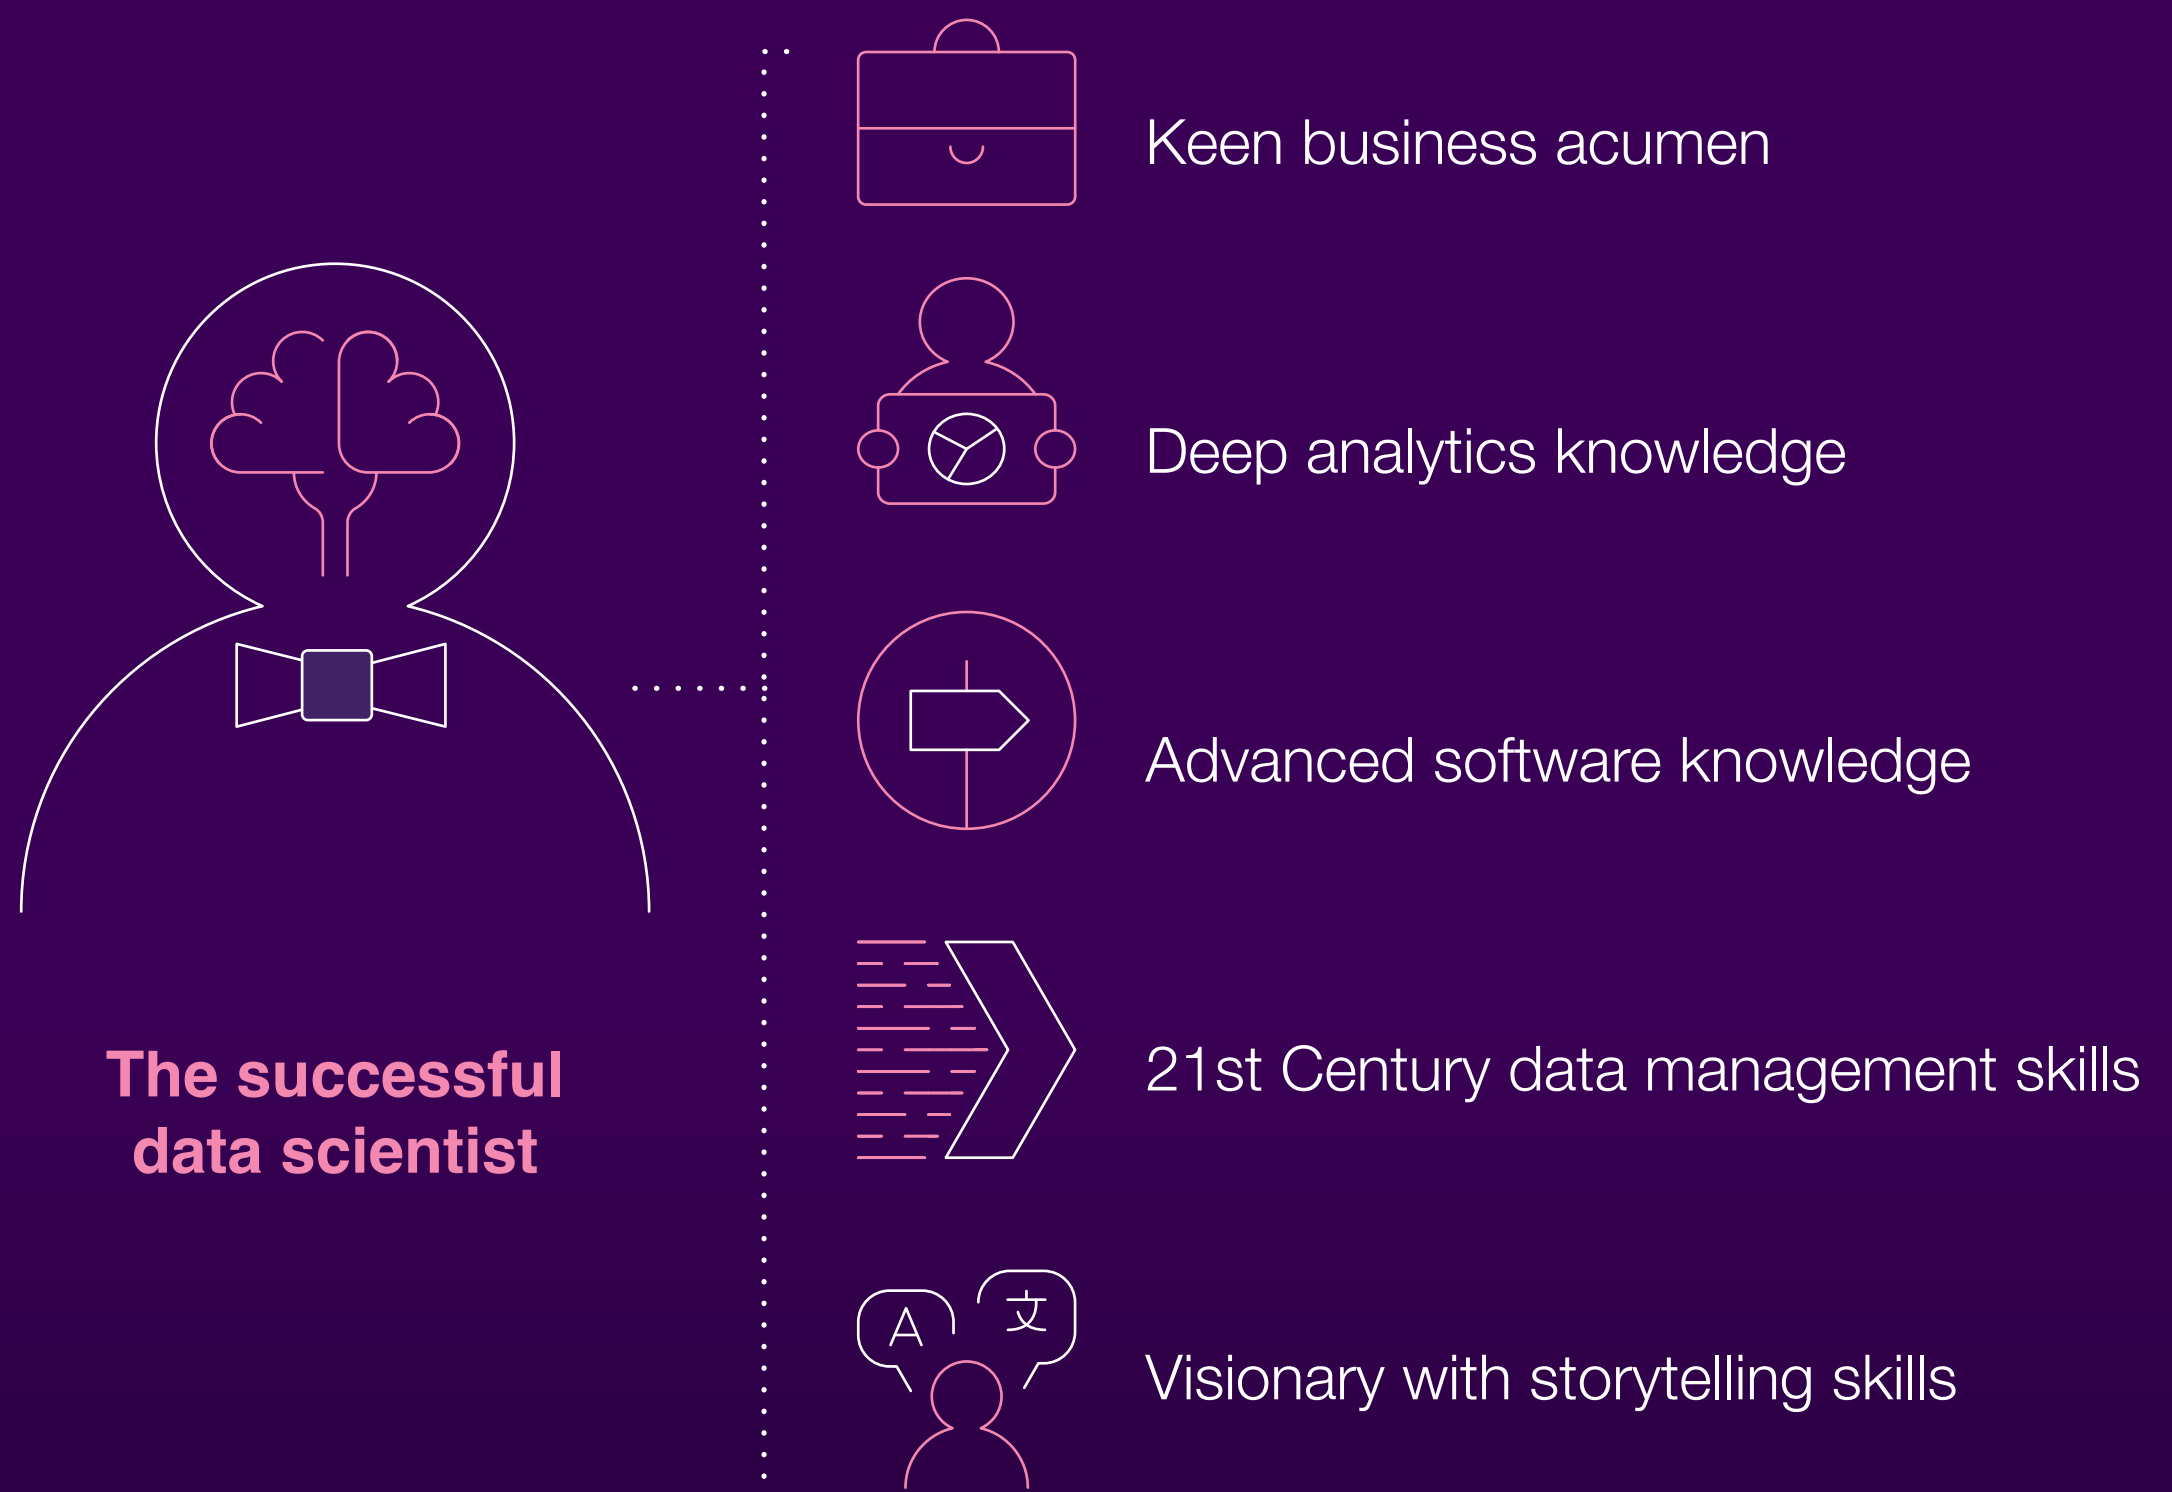 Keen business acumen
Deep analytics knowledge
Advanced software knowledge
The successful
data scientist
21st Century data management skills
A 文
Visionary with storytelling skills